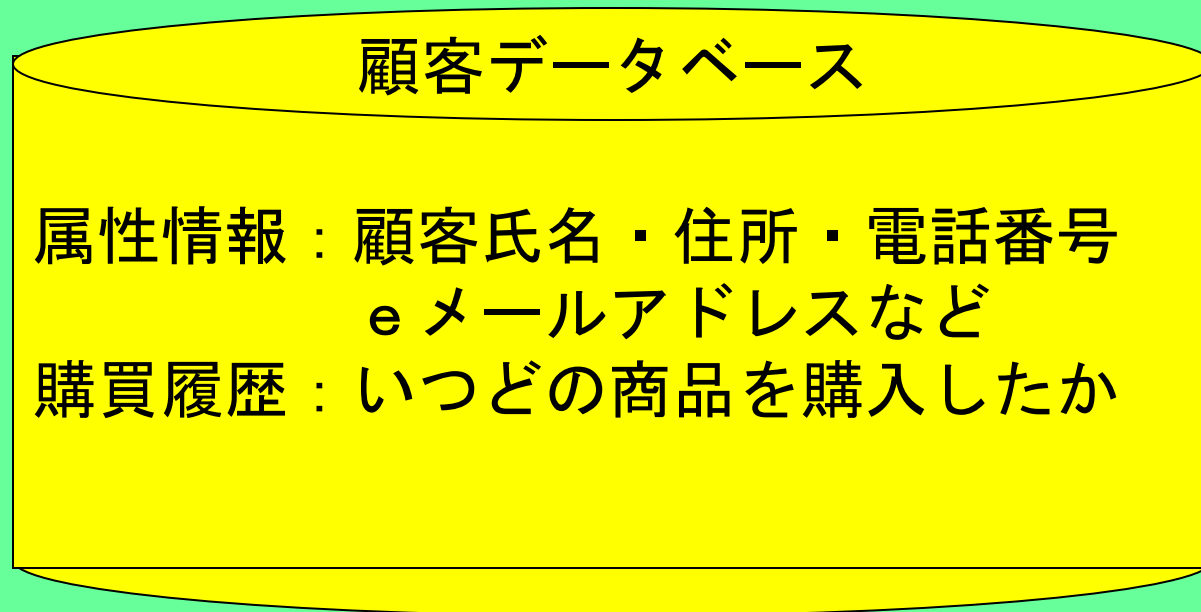 顧客データベース
属性情報：顧客氏名・住所・電話番号
eメールアドレスなど
購買履歴：いつどの商品を購入したか